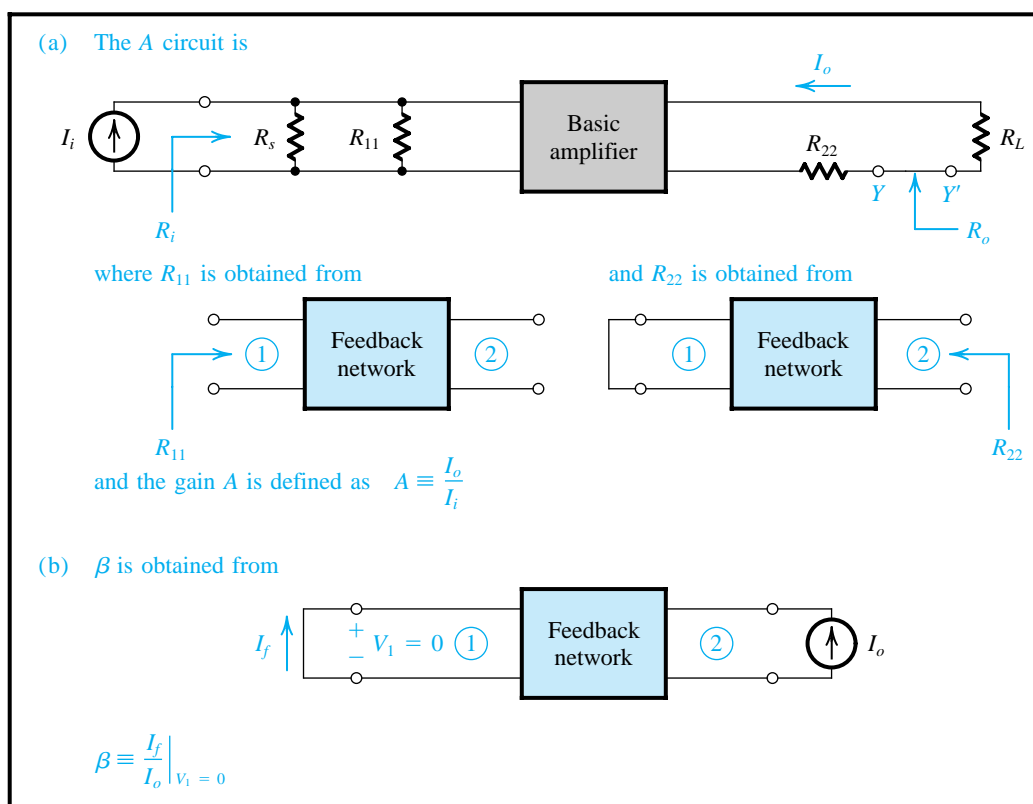 (a) The A circuit is
I_o
I_i
R_s
R_11
Basic
amplifier
R_22
R_L
Y
Y'
R_i
R_o
where R_11 is obtained from
and R_22 is obtained from
1
Feedback
network
2
1
Feedback
network
2
R_11
R_22
and the gain A is defined as A ≡ I_o/I_i
(b) β is obtained from
I_f
+
−
V_1 = 0
1
Feedback
network
2
I_o
β ≡ I_f/I_o |V_1 = 0